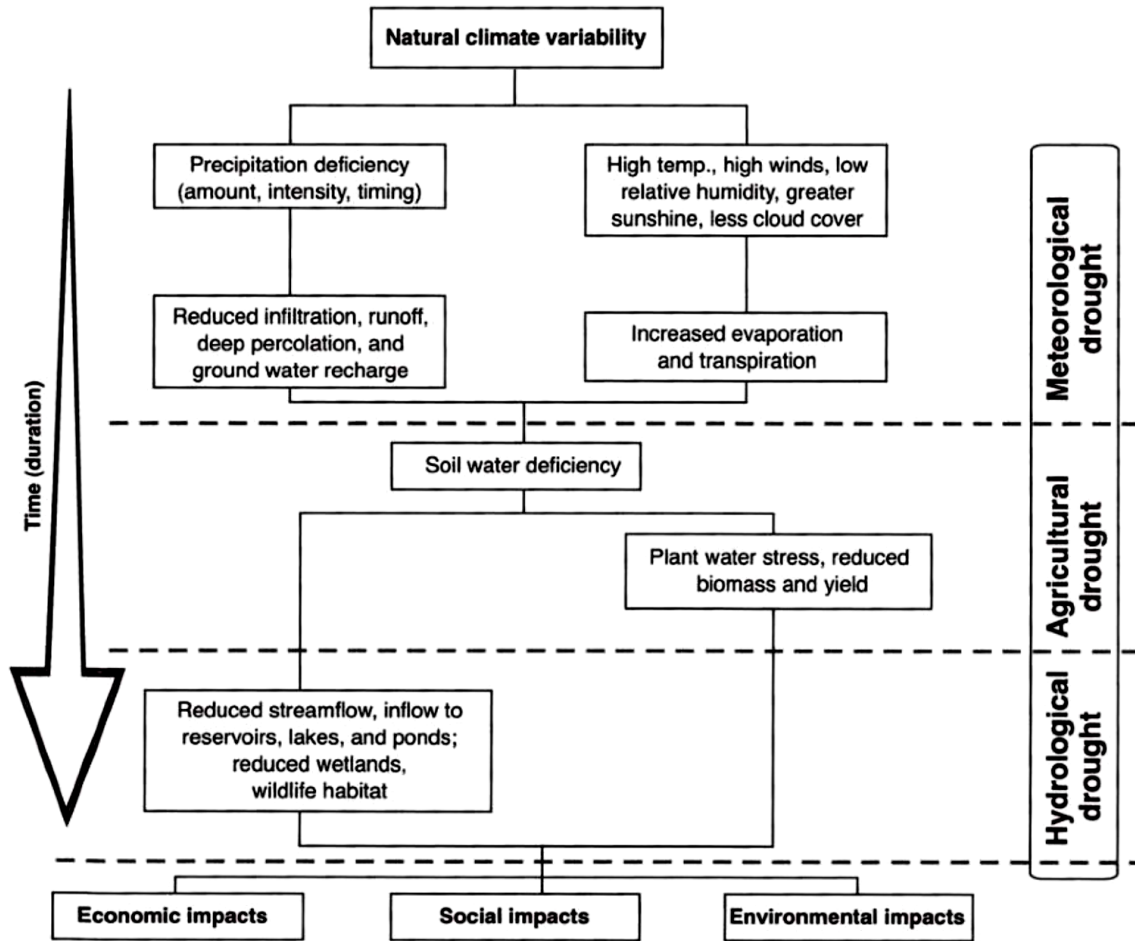 Natural climate variability
Precipitation deficiency
(amount, intensity, timing)
High temp., high winds, low
relative humidity, greater
sunshine, less cloud cover
Reduced infiltration, runoff,
deep percolation, and
ground water recharge
Increased evaporation
and transpiration
Meteorological
drought
Time (duration)
Soil water deficiency
Plant water stress, reduced
biomass and yield
Agricultural
drought
Reduced streamflow, inflow to
reservoirs, lakes, and ponds;
reduced wetlands,
wildlife habitat
Hydrological
drought
Economic impacts
Social impacts
Environmental impacts